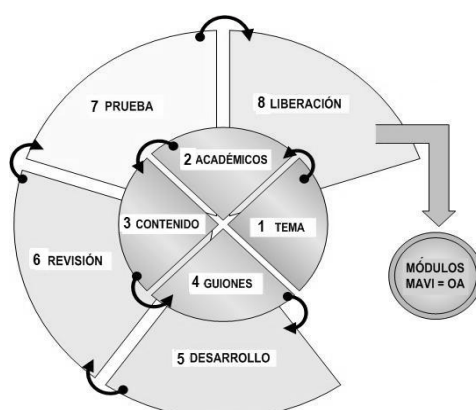 7 PRUEBA
8 LIBERACIÓN
2 ACADÉMICOS
3 CONTENIDO
1 TEMA
6 REVISIÓN
4 GUIONES
MÓDULOS
MAVI = OA
5 DESARROLLO